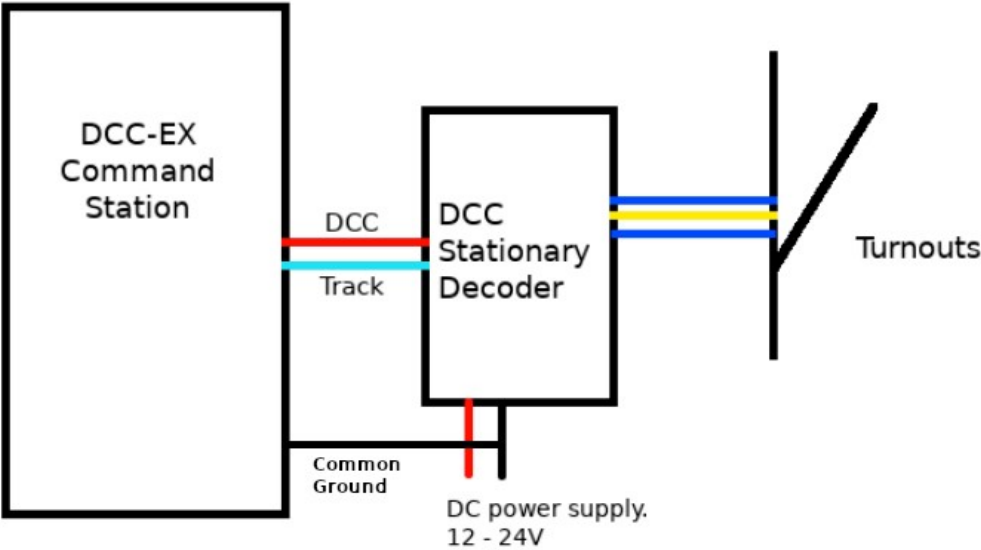 DCC-EX
Command
Station
DCC
Track
DCC
Stationary
Decoder
Turnouts
Common
Ground
DC power supply.
12 - 24V